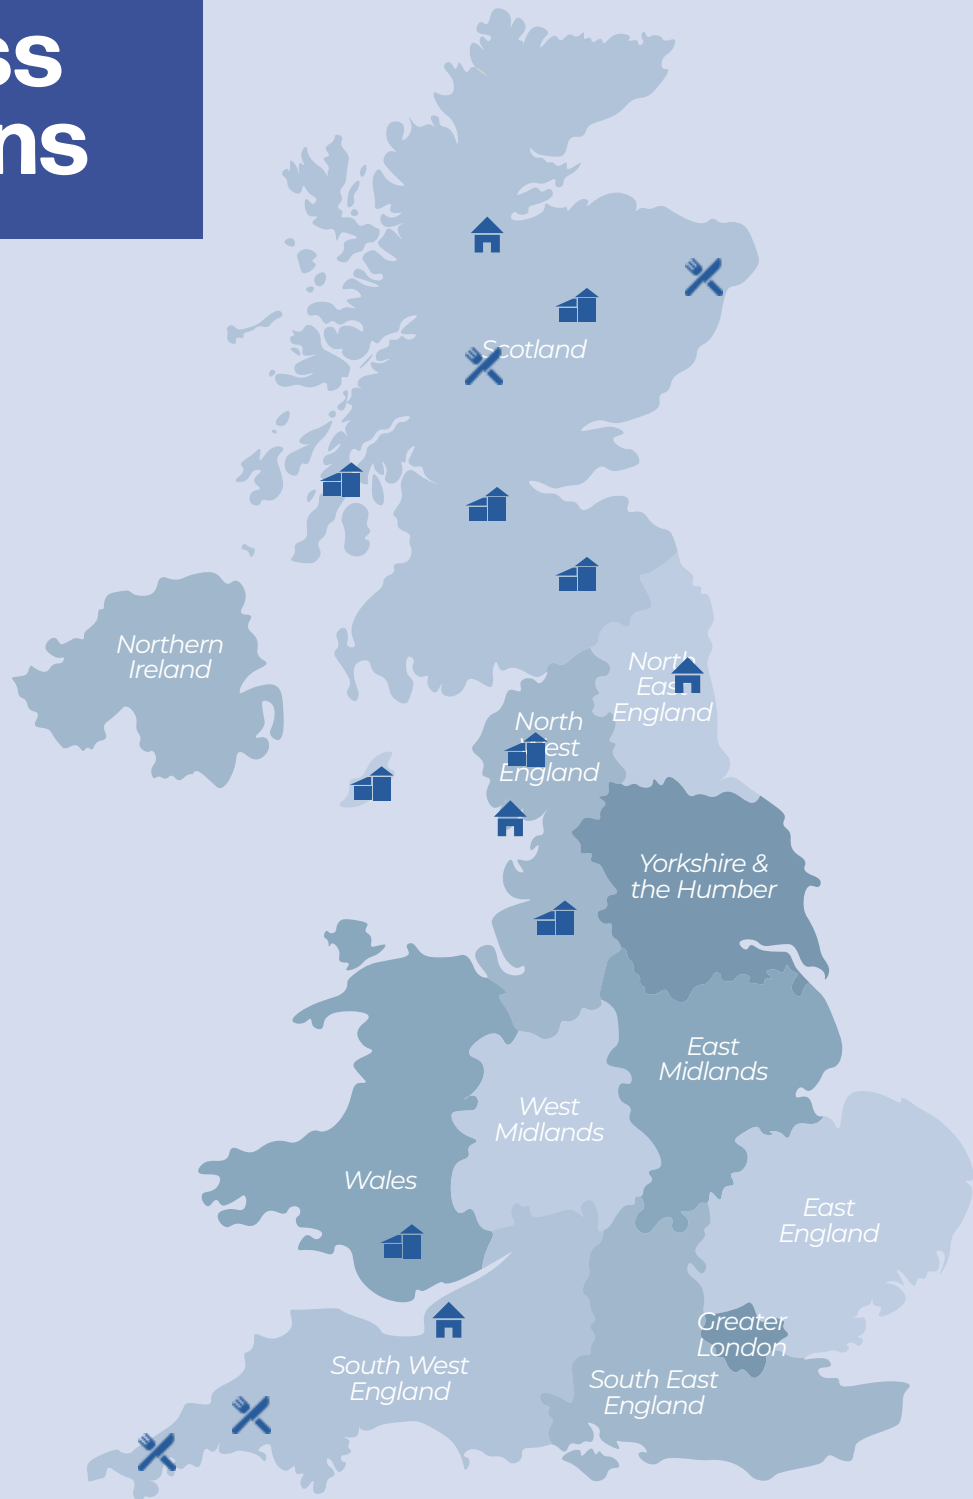 ss
ns
Scotland
Northern
Ireland
North
East
England
North
West
England
Yorkshire &
the Humber
East
Midlands
West
Midlands
Wales
East
England
Greater
London
South West
England
South East
England